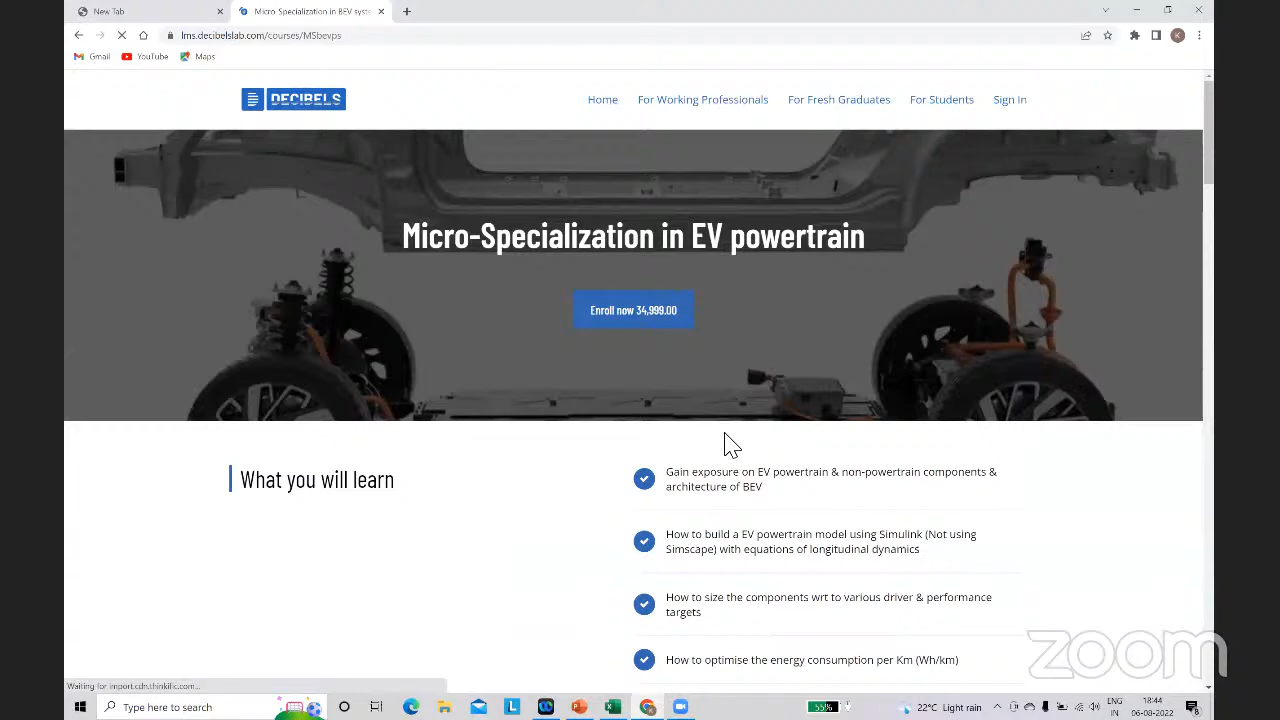 New Tab
Micro-Specialization in BEV syste
lms.decibelslab.com/courses/MSbevps
K
Gmail
YouTube
Maps
DECIBELS
Home
For Working Professionals
For Fresh Graduates
For Students
Sign In
Micro-Specialization in EV powertrain
Enroll now 34,999.00
What you will learn
Gain exposure on EV powertrain & non-powertrain components &
architecture of BEV
How to build a EV powertrain model using Simulink (Not using
Simscape) with equations of longitudinal dynamics
How to size the components wrt to various driver & performance
targets
How to optimise the energy consumption per Km (Wh/km)
zoom
Waiting for import.cdn.thinkific.com...
Type here to search
L
55%
22°C Light rain
ENG
IN
18:44
06-08-2022